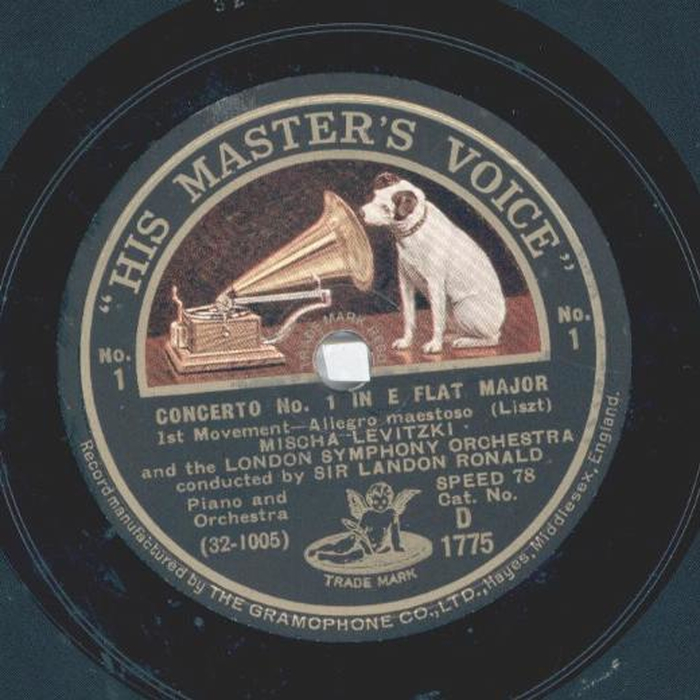 "HIS MASTER'S VOICE"
No. 1
No. 1
TRADE MARK
CONCERTO No. 1 IN E FLAT MAJOR
1st Movement—Allegro maestoso (Liszt)
MISCHA LEVITZKI
and the LONDON SYMPHONY ORCHESTRA
conducted by SIR LANDON RONALD
Piano and
Orchestra
(32-1005)
SPEED 78
Cat. No.
D
1775
TRADE MARK
Record manufactured by THE GRAMOPHONE CO., LTD., Hayes, Middlesex, England.